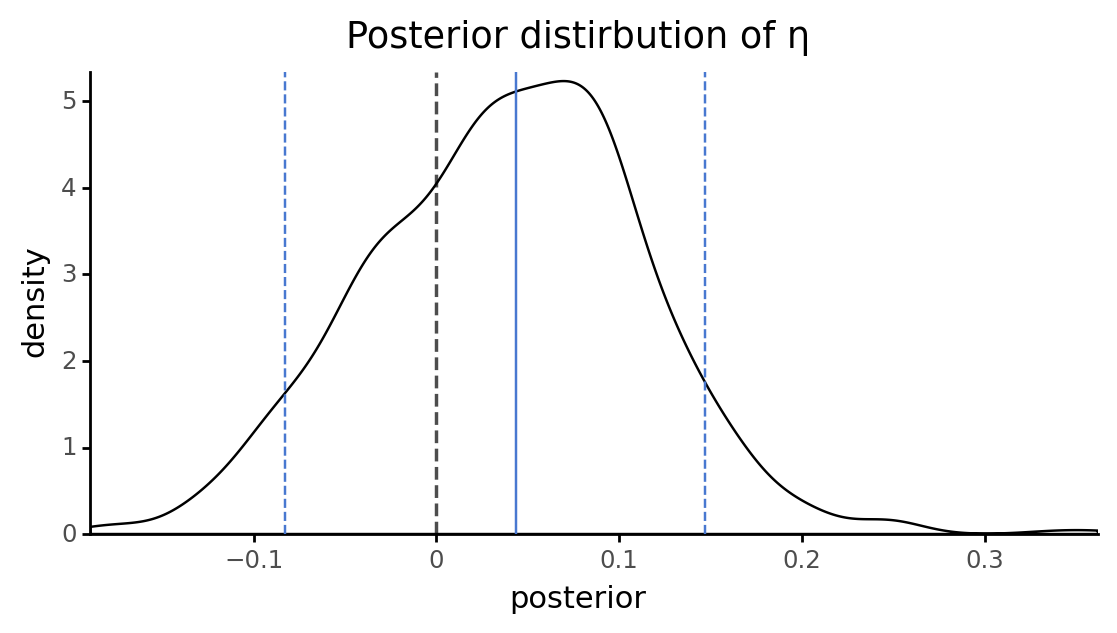 Posterior distirbution of η
density
5
4
3
2
1
0
−0.1 0 0.1 0.2 0.3
posterior